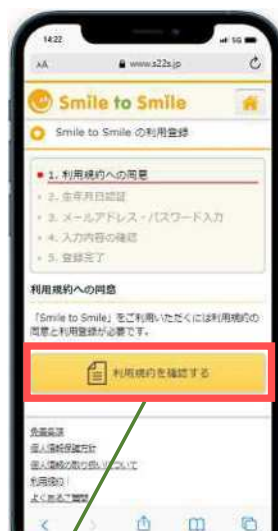 14:22
5G
AA www.s22s.jp
Smile to Smile
Smile to Smile の利用登録
1. 利用規約への同意
2. 生年月日認証
3. メールアドレス・パスワード入力
4. 入力内容の確認
5. 登録完了
利用規約への同意
「Smile to Smile」をご利用いただくには利用規約の
同意と利用登録が必要です。
利用規約を確認する
免責事項
個人情報保護方針
個人情報の取り扱いについて
利用規約
よくあるご質問